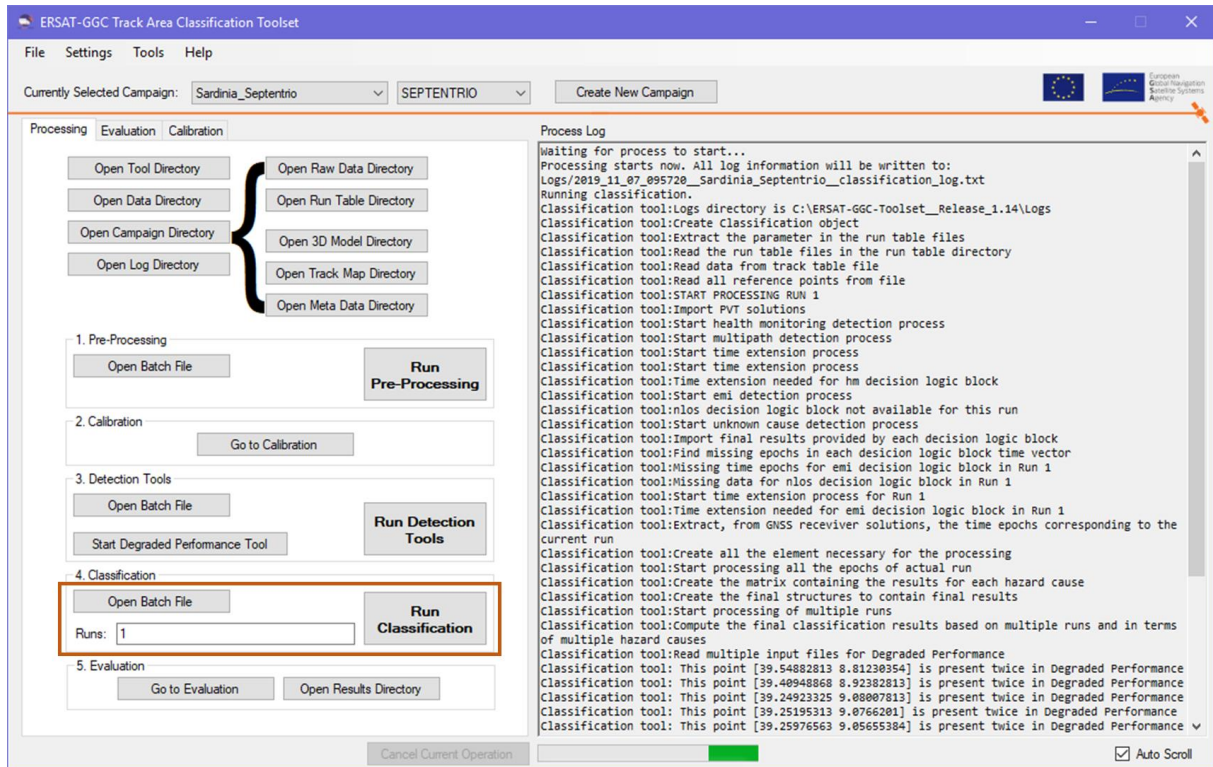 ERSAT-GGC Track Area Classification Toolset
File Settings Tools Help
Currently Selected Campaign: Sardinia_Septentrio SEPTENTRIO Create New Campaign
European
Global Navigation
Satellite Systems
Agency
Processing Evaluation Calibration
Open Tool Directory
Open Data Directory
Open Campaign Directory
Open Log Directory
Open Raw Data Directory
Open Run Table Directory
Open 3D Model Directory
Open Track Map Directory
Open Meta Data Directory
1. Pre-Processing
Open Batch File
Run
Pre-Processing
2. Calibration
Go to Calibration
3. Detection Tools
Open Batch File
Start Degraded Performance Tool
Run Detection
Tools
4. Classification
Open Batch File
Runs: 1
Run
Classification
5. Evaluation
Go to Evaluation Open Results Directory
Process Log
Waiting for process to start...
Processing starts now. All log information will be written to:
Logs/2019_11_07_095720__Sardinia_Septentrio__classification_log.txt
Running classification.
Classification tool:Logs directory is C:\ERSAT-GGC-Toolset__Release_1.14\Logs
Classification tool:Create Classification object
Classification tool:Extract the parameter in the run table files
Classification tool:Read the run table files in the run table directory
Classification tool:Read data from track table file
Classification tool:Read all reference points from file
Classification tool:START PROCESSING RUN 1
Classification tool:Import PVT solutions
Classification tool:Start health monitoring detection process
Classification tool:Start multipath detection process
Classification tool:Start time extension process
Classification tool:Start time extension process
Classification tool:Time extension needed for hm decision logic block
Classification tool:Start emi detection process
Classification tool:nlos decision logic block not available for this run
Classification tool:Start unknown cause detection process
Classification tool:Import final results provided by each decision logic block
Classification tool:Find missing epochs in each desicion logic block time vector
Classification tool:Missing time epochs for emi decision logic block in Run 1
Classification tool:Missing data for nlos decision logic block in Run 1
Classification tool:Start time extension process for Run 1
Classification tool:Time extension needed for emi decision logic block in Run 1
Classification tool:Extract, from GNSS receviver solutions, the time epochs corresponding to the
current run
Classification tool:Create all the element necessary for the processing
Classification tool:Start processing all the epochs of actual run
Classification tool:Create the matrix containing the results for each hazard cause
Classification tool:Create the final structures to contain final results
Classification tool:Start processing of multiple runs
Classification tool:Compute the final classification results based on multiple runs and in terms
of multiple hazard causes
Classification tool:Read multiple input files for Degraded Performance
Classification tool: This point [39.54882813 8.81230354] is present twice in Degraded Performance
Classification tool: This point [39.40948868 8.92382813] is present twice in Degraded Performance
Classification tool: This point [39.24923325 9.08007813] is present twice in Degraded Performance
Classification tool: This point [39.25195313 9.0766201] is present twice in Degraded Performance
Classification tool: This point [39.25976563 9.05655384] is present twice in Degraded Performance
Cancel Current Operation
Auto Scroll